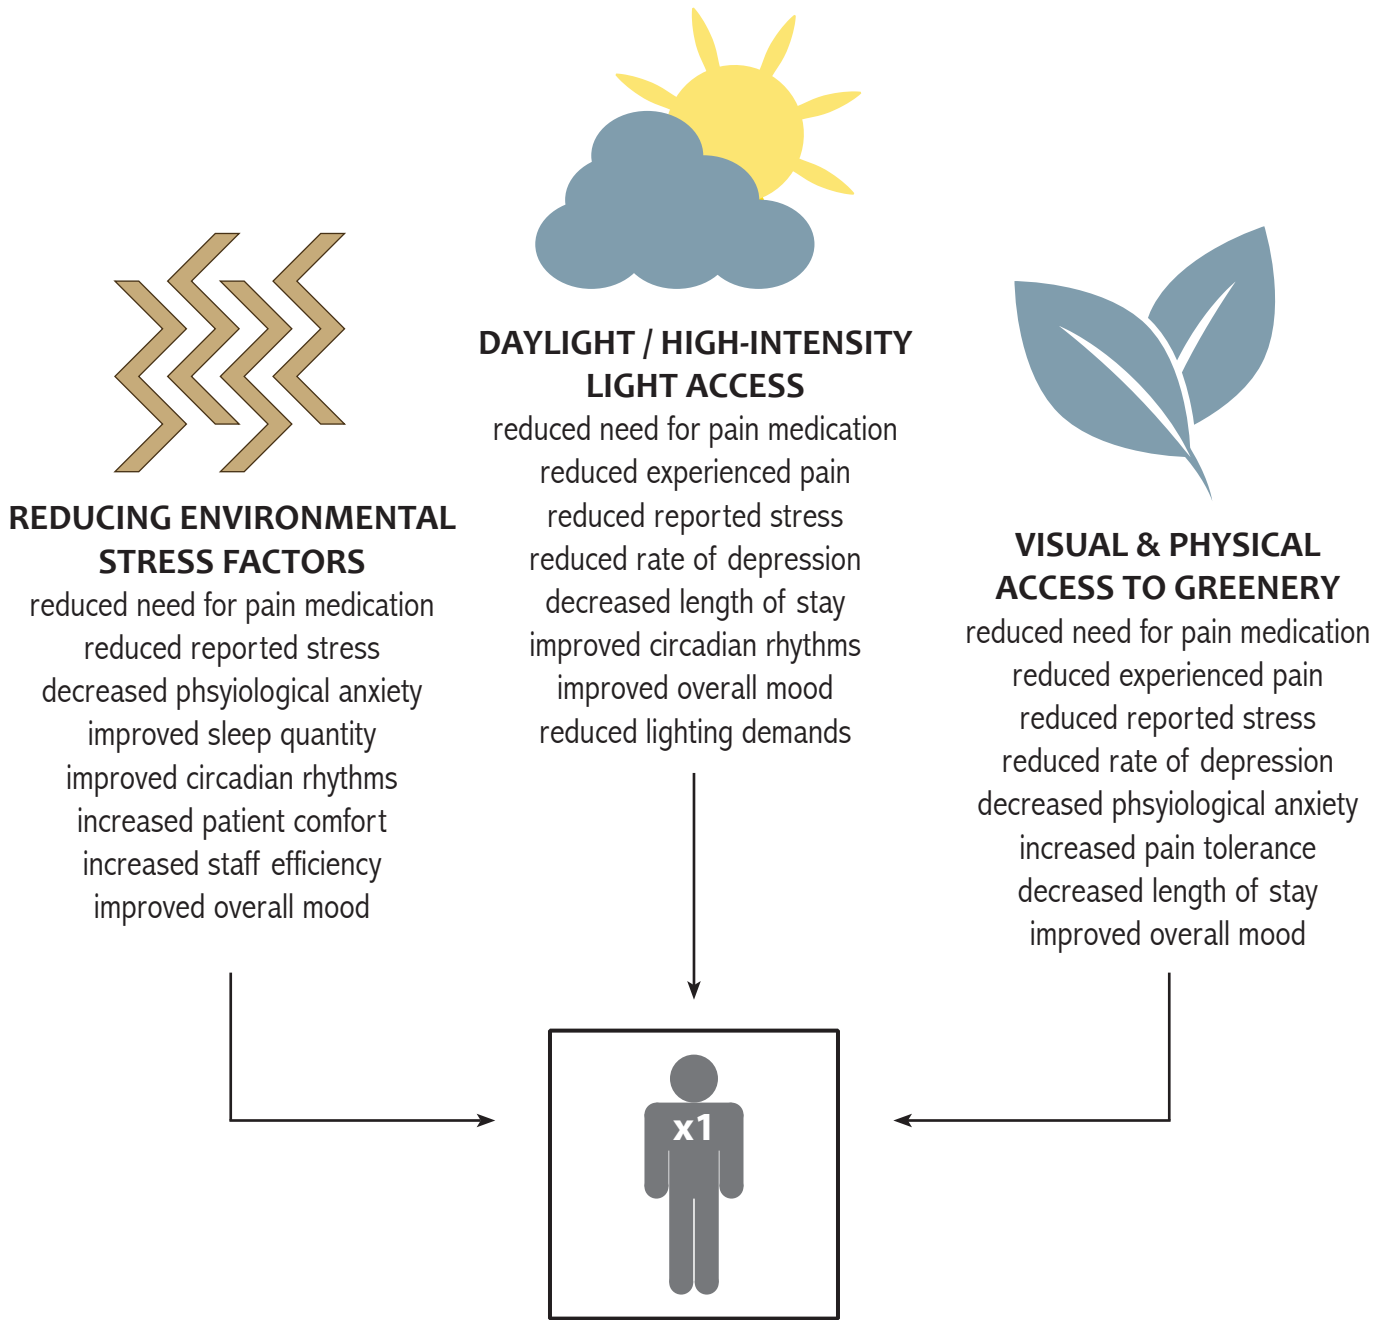 REDUCING ENVIRONMENTAL
STRESS FACTORS
reduced need for pain medication
reduced reported stress
decreased phsyiological anxiety
improved sleep quantity
improved circadian rhythms
increased patient comfort
increased staff efficiency
improved overall mood
DAYLIGHT / HIGH-INTENSITY
LIGHT ACCESS
reduced need for pain medication
reduced experienced pain
reduced reported stress
reduced rate of depression
decreased length of stay
improved circadian rhythms
improved overall mood
reduced lighting demands
VISUAL & PHYSICAL
ACCESS TO GREENERY
reduced need for pain medication
reduced experienced pain
reduced reported stress
reduced rate of depression
decreased phsyiological anxiety
increased pain tolerance
decreased length of stay
improved overall mood
x1